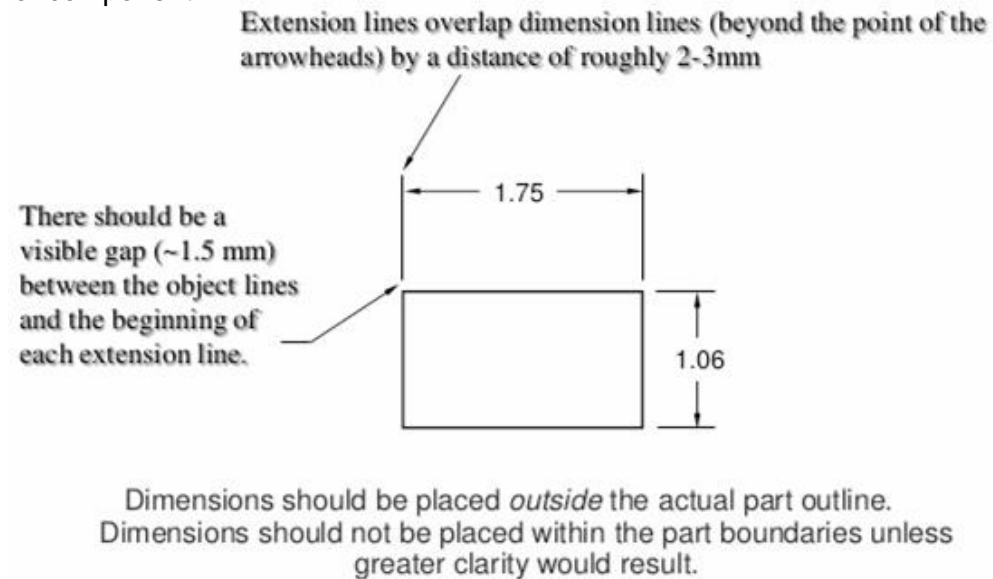 Extension lines overlap dimension lines (beyond the point of the
arrowheads) by a distance of roughly 2-3mm
1.75
There should be a
visible gap (~1.5 mm)
between the object lines
and the beginning of
each extension line.
1.06
Dimensions should be placed outside the actual part outline.
Dimensions should not be placed within the part boundaries unless
greater clarity would result.